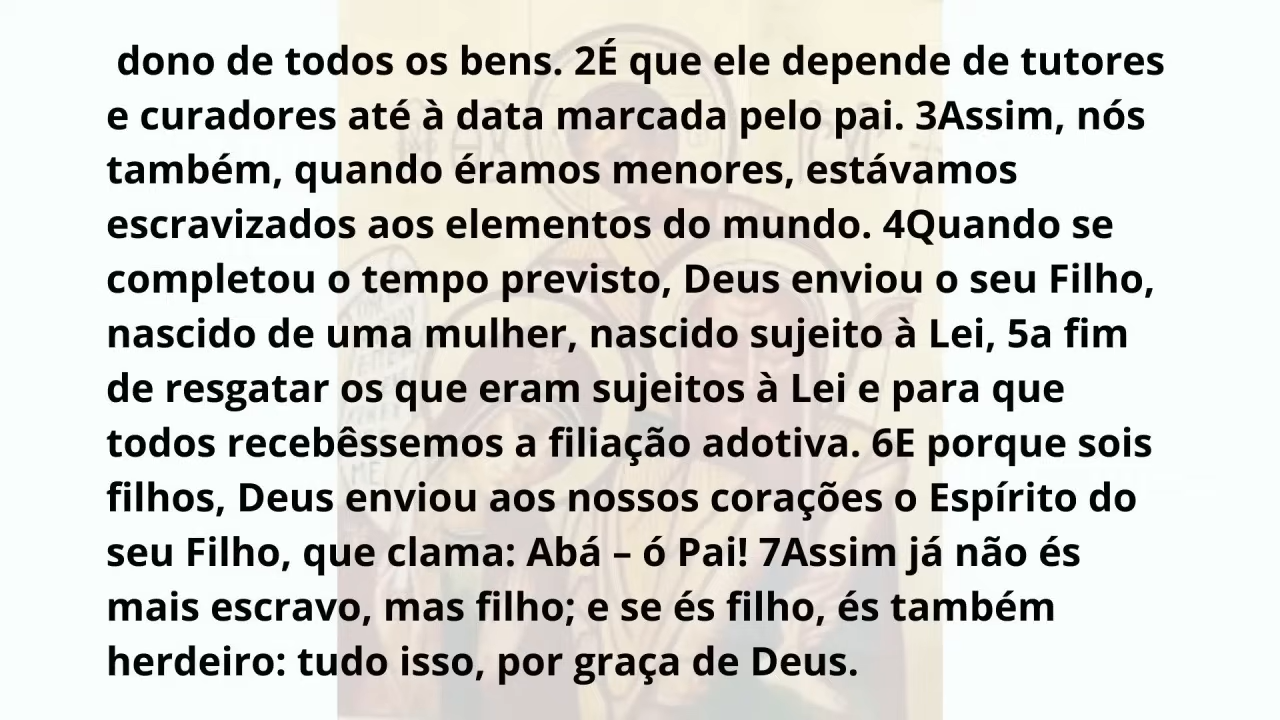 dono de todos os bens. 2É que ele depende de tutores
e curadores até à data marcada pelo pai. 3Assim, nós
também, quando éramos menores, estávamos
escravizados aos elementos do mundo. 4Quando se
completou o tempo previsto, Deus enviou o seu Filho,
nascido de uma mulher, nascido sujeito à Lei, 5a fim
de resgatar os que eram sujeitos à Lei e para que
todos recebêssemos a filiação adotiva. 6E porque sois
filhos, Deus enviou aos nossos corações o Espírito do
seu Filho, que clama: Abá – ó Pai! 7Assim já não és
mais escravo, mas filho; e se és filho, és também
herdeiro: tudo isso, por graça de Deus.